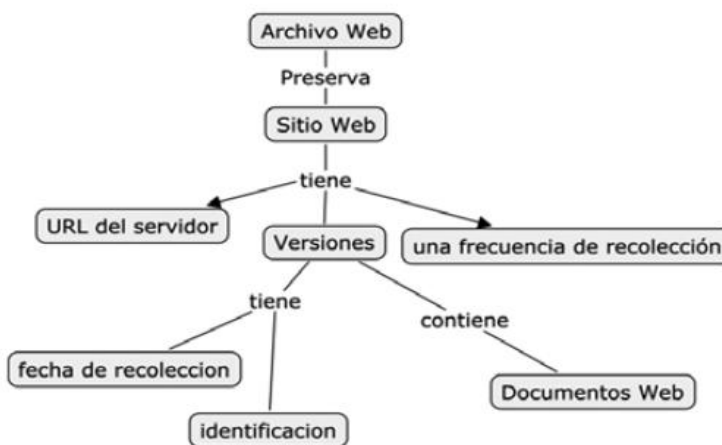 Archivo Web
Preserva
Sitio Web
tiene
URL del servidor
Versiones
una frecuencia de recolección
tiene
contiene
fecha de recoleccion
Documentos Web
identificacion